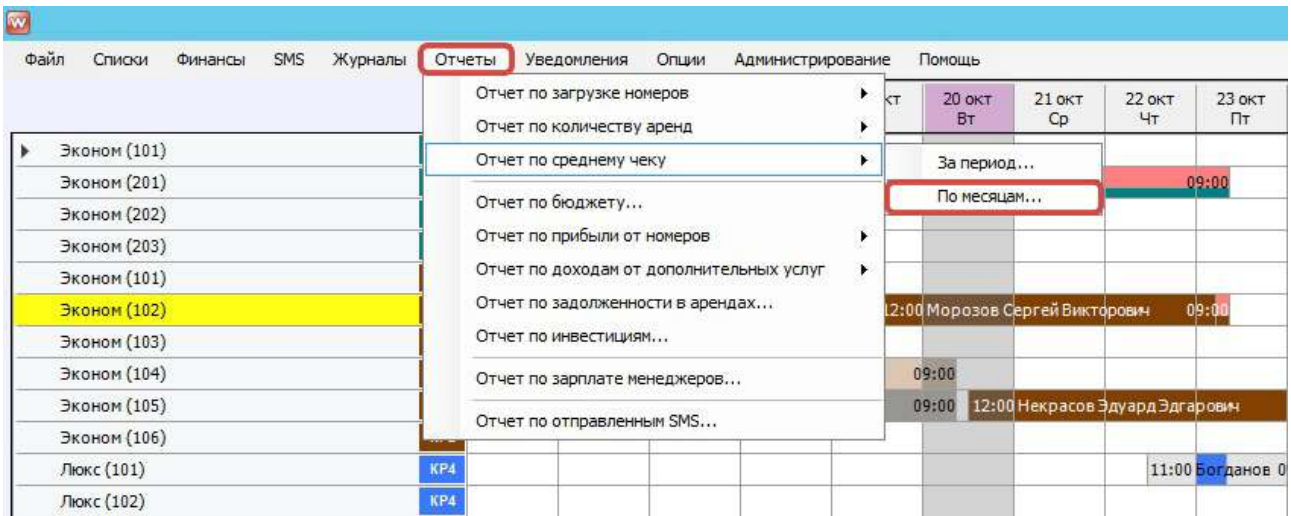 Файл Списки Финансы SMS Журналы Отчеты Уведомления Опции Администрирование Помощь
Отчет по загрузке номеров
кт 20 окт 21 окт 22 окт 23 окт
Отчет по количеству аренд
Вт Ср Чт Пт
Эконом (101) Отчет по среднему чеку За период...
Эконом (201) 09:00
По месяцам...
Эконом (202) Отчет по бюджету...
Эконом (203) Отчет по прибыли от номеров
Эконом (101) Отчет по доходам от дополнительных услуг
Эконом (102) Отчет по задолженности в арендах... 12:00 Морозов Сергей Викторович 09:00
Эконом (103) Отчет по инвестициям...
Эконом (104) Отчет по зарплате менеджеров... 09:00
Эконом (105) 09:00 12:00 Некрасов Эдуард Эдгарович
Отчет по отправленным SMS...
Эконом (106)
Люкс (101) КР4 11:00 Богданов 0
Люкс (102) КР4